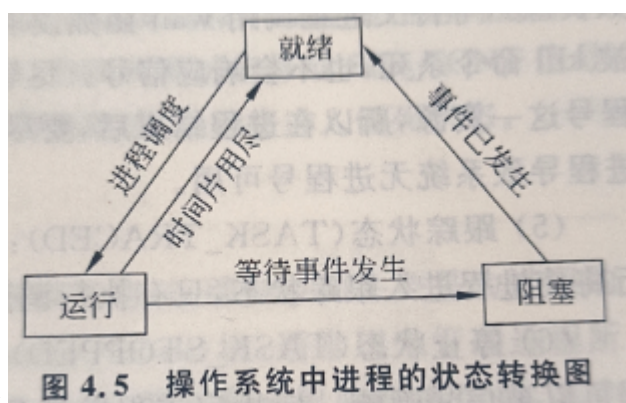 就绪
进程调度
时间片用尽
事件已发生
等待事件发生
运行
阻塞
图 4.5 操作系统中进程的状态转换图